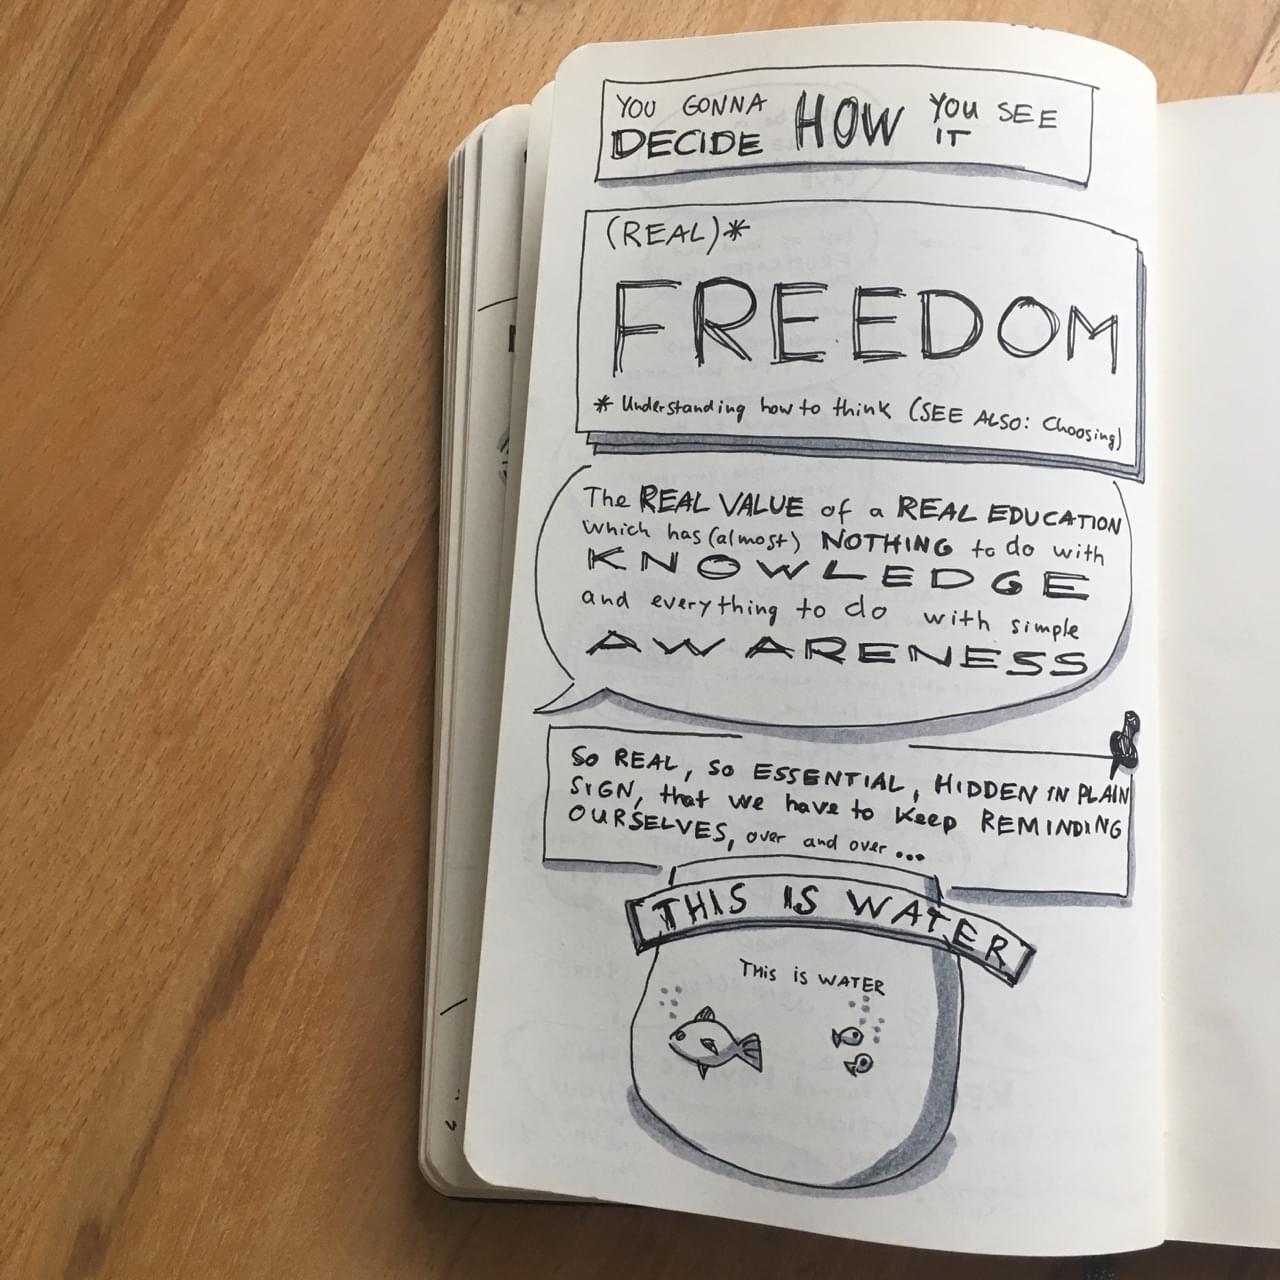 YOU GONNA
DECIDE HOW YOU SEE
IT
(REAL)*
FREEDOM
* Understanding how to think (SEE ALSO: Choosing)
The REAL VALUE of a REAL EDUCATION
which has (almost) NOTHING to do with
KNOWLEDGE
and everything to do with simple
AWARENESS
So REAL, so ESSENTIAL, HIDDEN IN PLAIN
SIGN, that we have to keep REMINDING
OURSELVES, over and over...
THIS IS WATER
THIS IS WATER